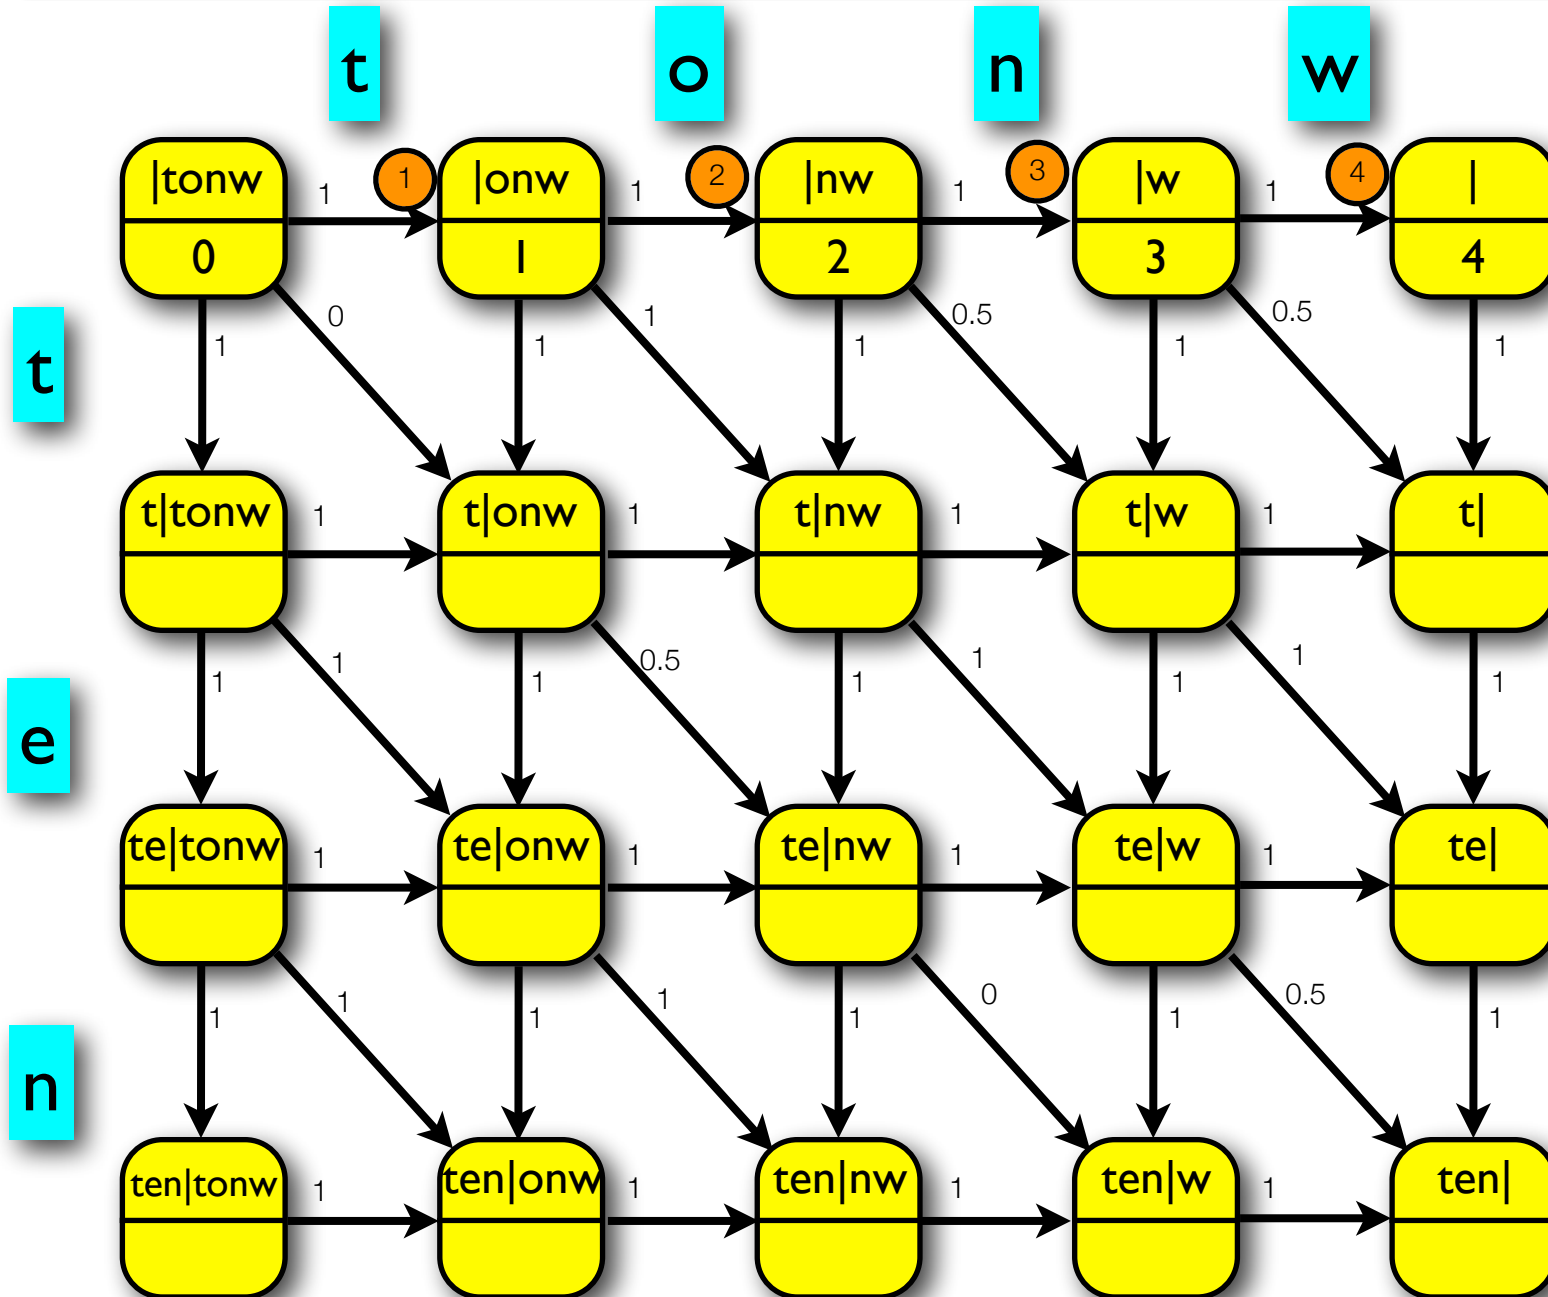 t o n w
|tonw 1 1 |onw 1 2 |nw 1 3 |w 1 4 |
0 1 2 3 4
t 1 0 1 1 1 0.5 1 0.5 1
t|tonw 1 t|onw 1 t|nw 1 t|w 1 t|
e 1 1 1 0.5 1 1 1 1 1
te|tonw 1 te|onw 1 te|nw 1 te|w 1 te|
n 1 1 1 1 1 0 1 0.5 1
ten|tonw 1 ten|onw 1 ten|nw 1 ten|w 1 ten|